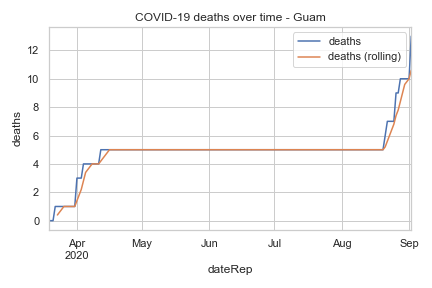 COVID-19 deaths over time - Guam
deaths
deaths (rolling)
deaths
12
10
8
6
4
2
0
Apr May Jun Jul Aug Sep
2020
dateRep